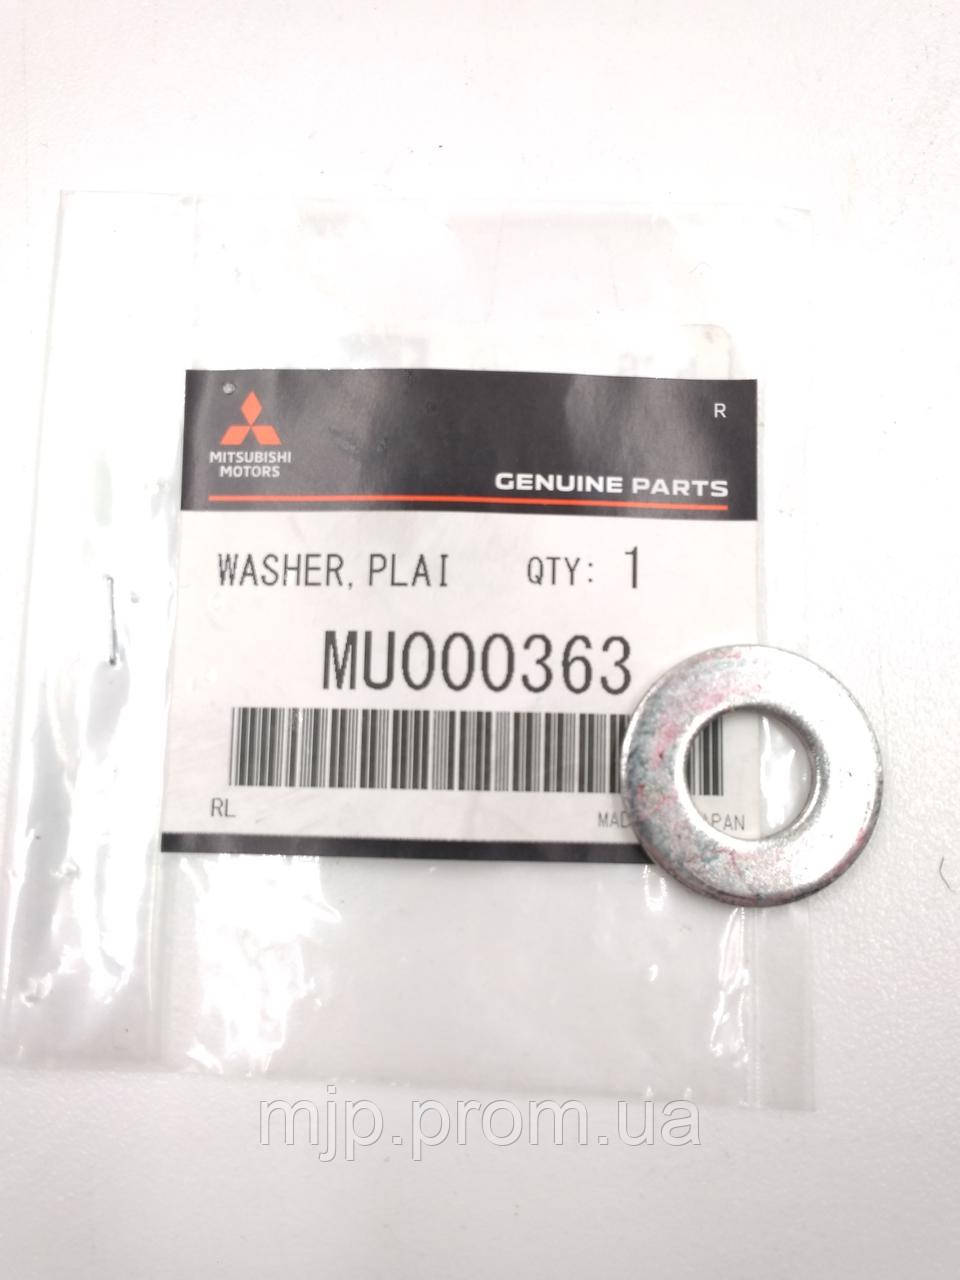 R
MITSUBISHI
MOTORS
GENUINE PARTS
WASHER, PLAI QTY: 1
MU000363
RL
mjp.prom.ua